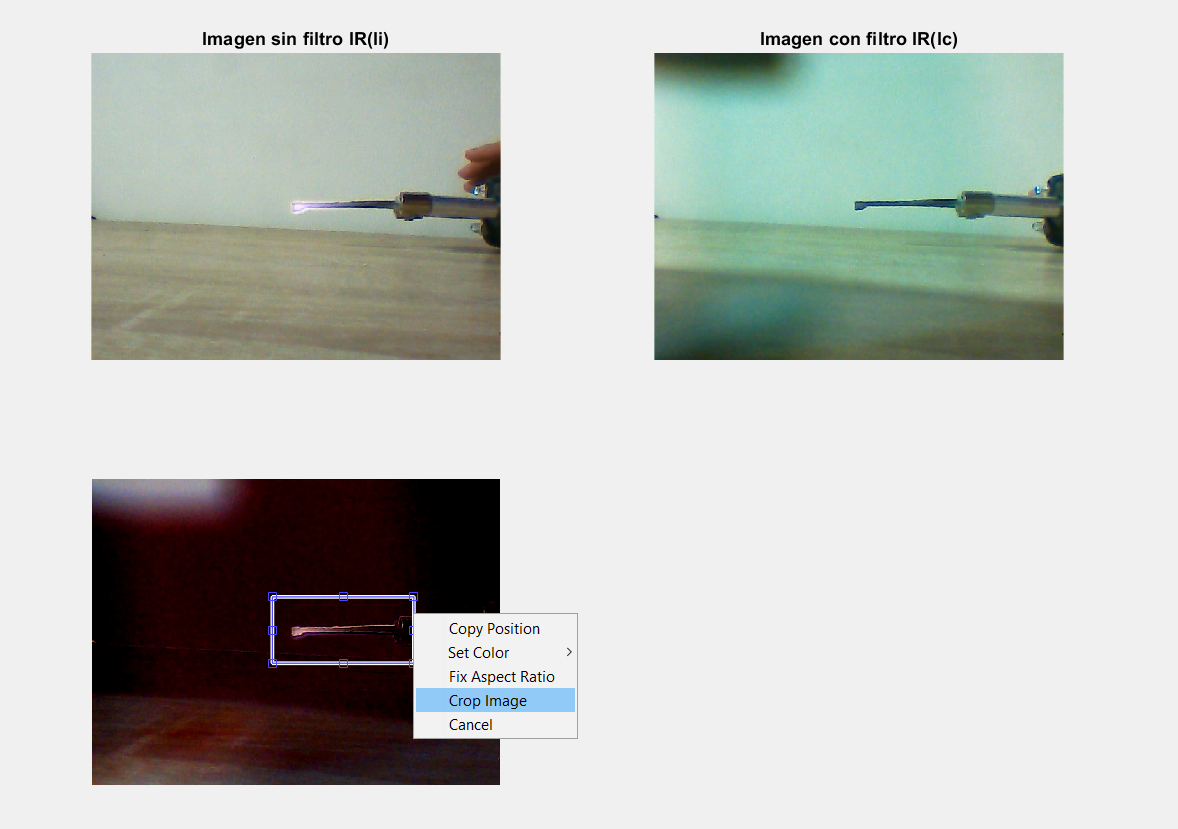 Imagen sin filtro IR(Ii)
Imagen con filtro IR(Ic)
Copy Position
Set Color
Fix Aspect Ratio
Crop Image
Cancel